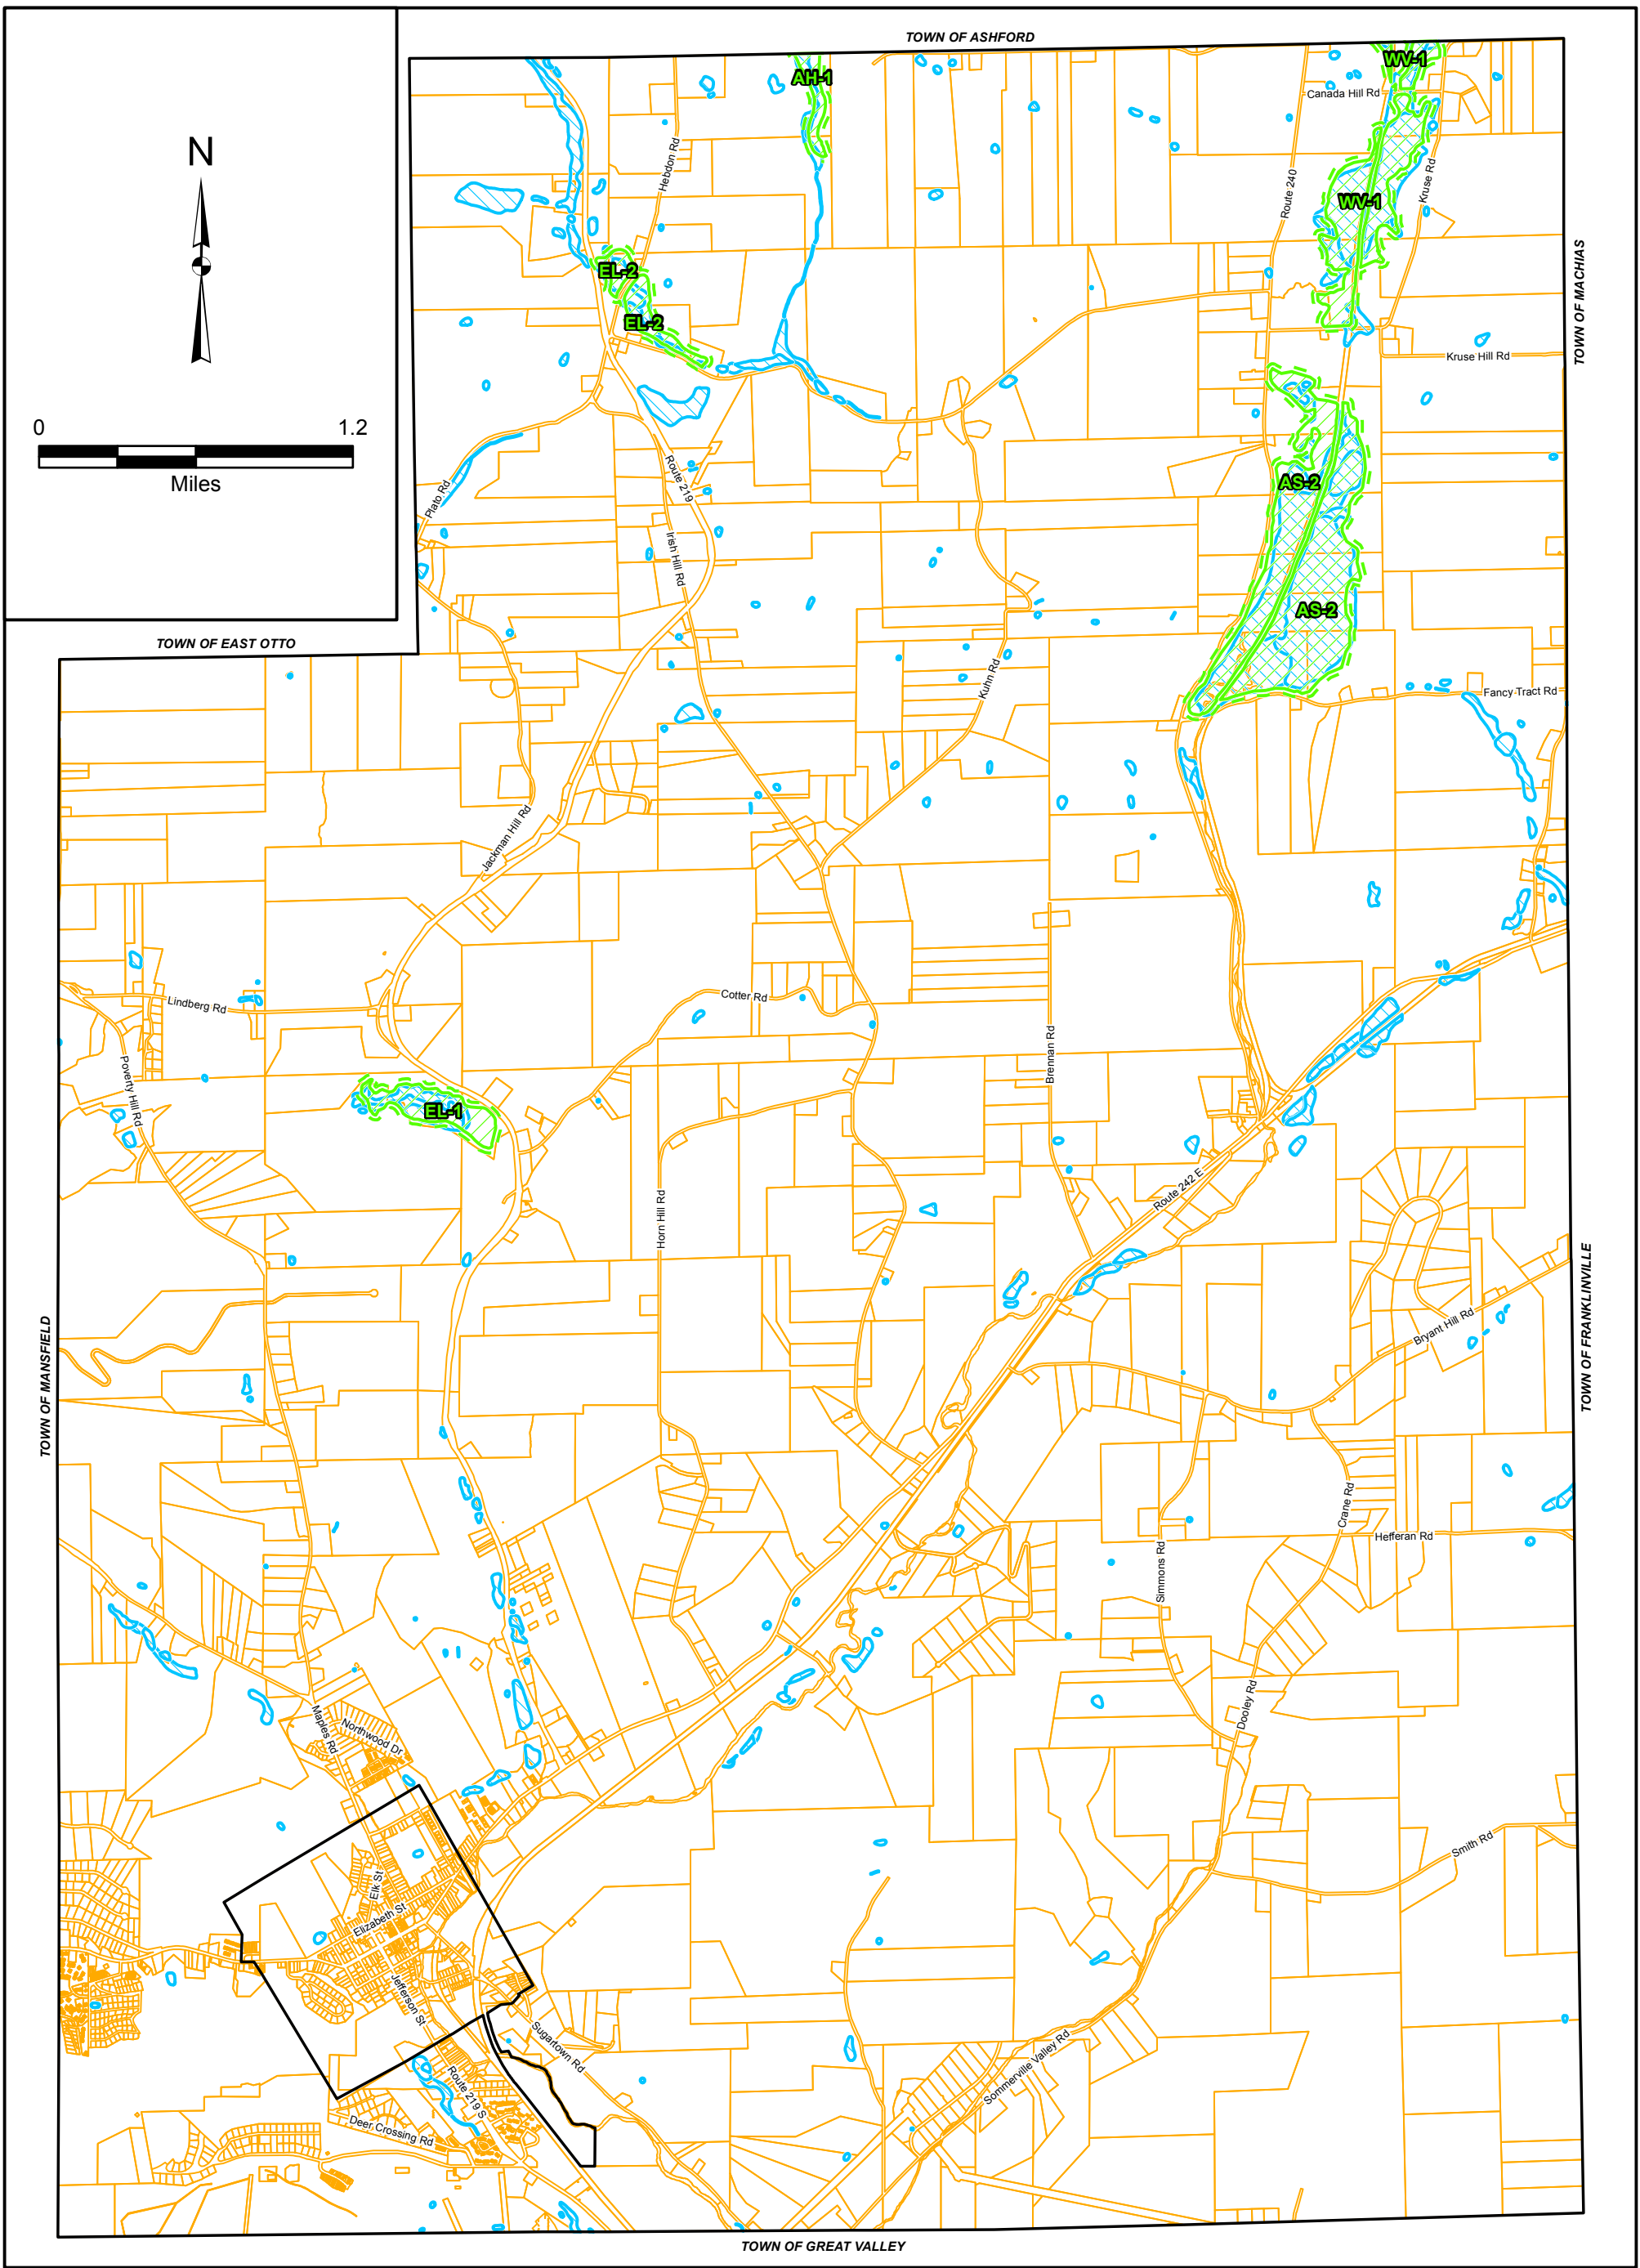 TOWN OF ASHFORD
AH-1
WV-1
Canada Hill Rd
N
Hebdon Rd
Route 240
Kruse Rd
WV-1
EL-2
TOWN OF MACHIAS
EL-2
Kruse Hill Rd
0 1.2
Miles
Route 219
AS-2
Plato Rd
Irish Hill Rd
AS-2
TOWN OF EAST OTTO
Kuhn Rd
Fancy Tract Rd
Jackman Hill Rd
Cotter Rd
Lindberg Rd
Brennan Rd
Poverty Hill Rd
EL-1
Route 242 E
Horn Hill Rd
Bryant Hill Rd
TOWN OF FRANKLINVILLE
TOWN OF MANSFIELD
Crane Rd
Hefferan Rd
Simmons Rd
Dooley Rd
Maples Rd
Northwood Dr
Smith Rd
Elk St
Elizabeth St
Jefferson St
Sugartown Rd
Sommerville Valley Rd
Route 219 S
Deer Crossing Rd
TOWN OF GREAT VALLEY